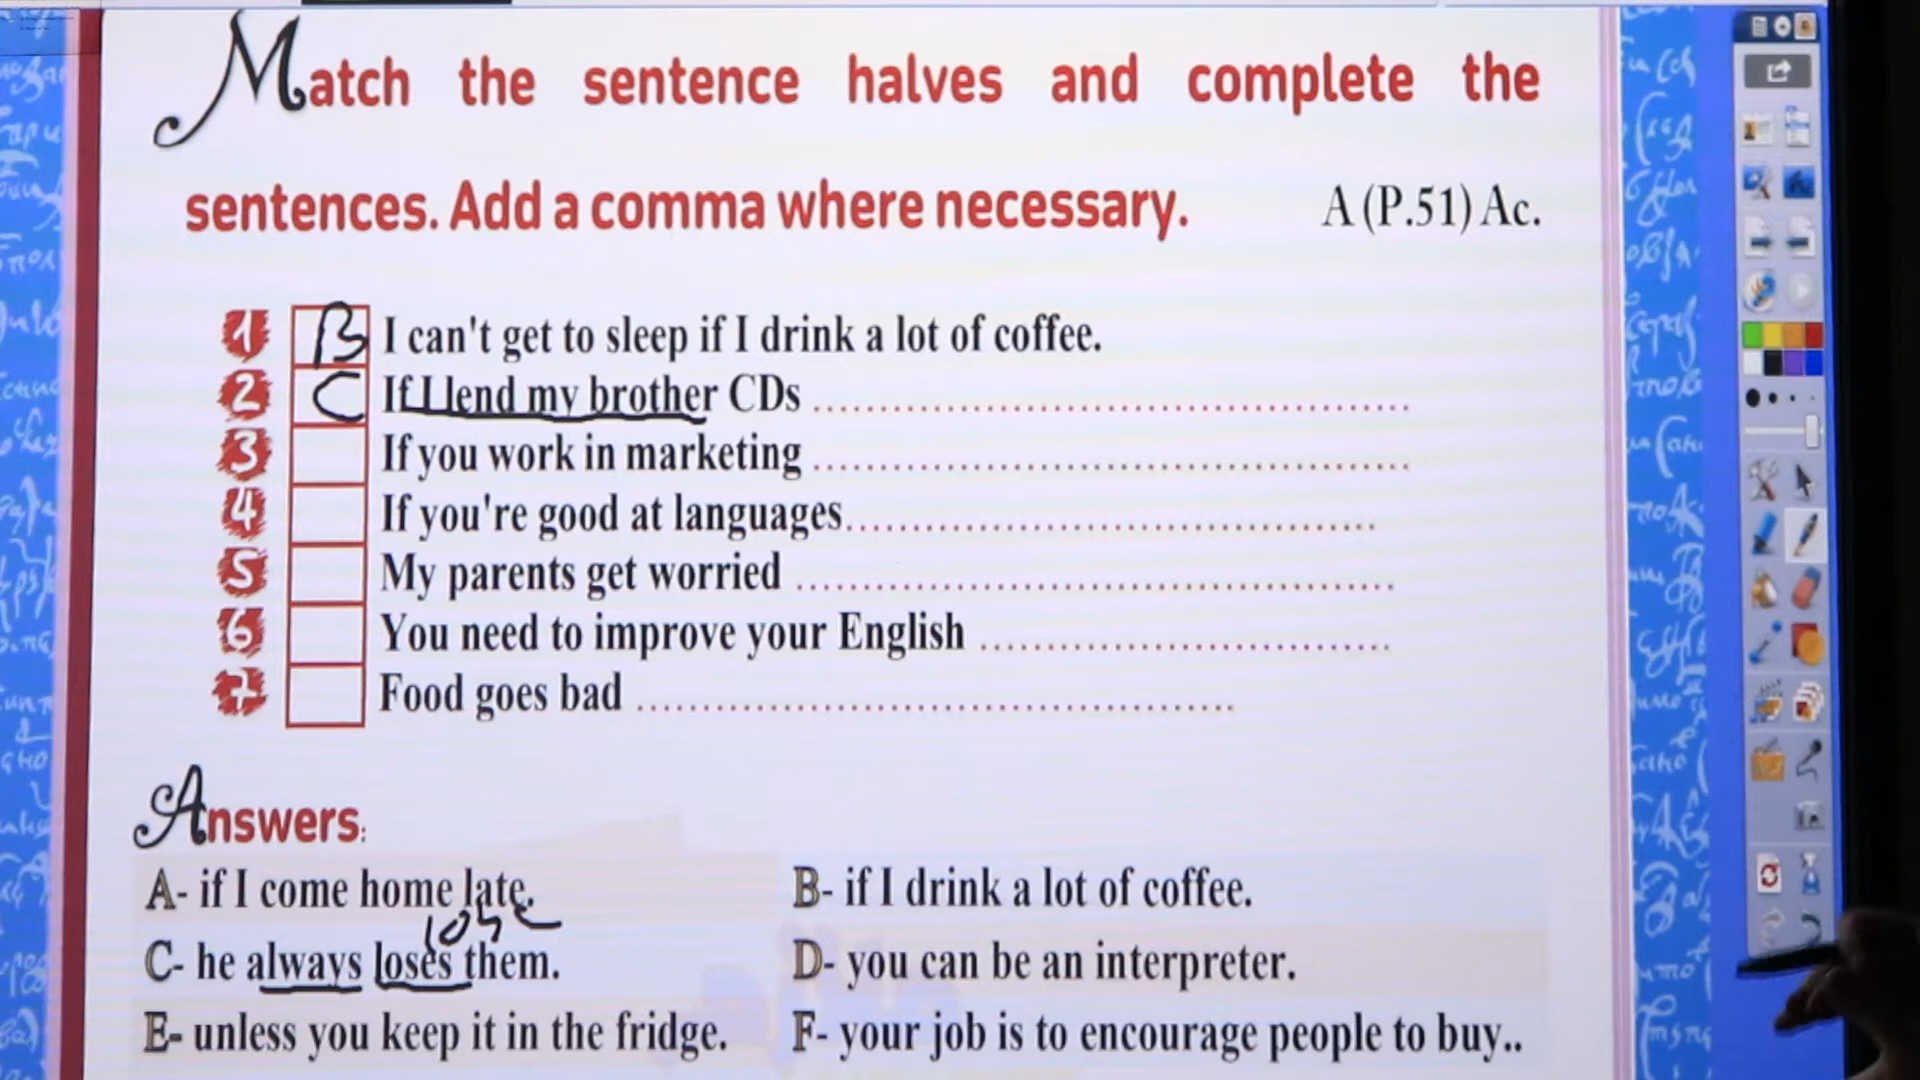 Match the sentence halves and complete the
sentences. Add a comma where necessary. A (P.51) Ac.
1 B I can't get to sleep if I drink a lot of coffee.
2 C If I lend my brother CDs ........................
3 If you work in marketing ........................
4 If you're good at languages........................
5 My parents get worried ........................
6 You need to improve your English ........................
7 Food goes bad ........................
Answers:
A- if I come home late. B- if I drink a lot of coffee.
C- he always loses them. D- you can be an interpreter.
E- unless you keep it in the fridge. F- your job is to encourage people to buy..